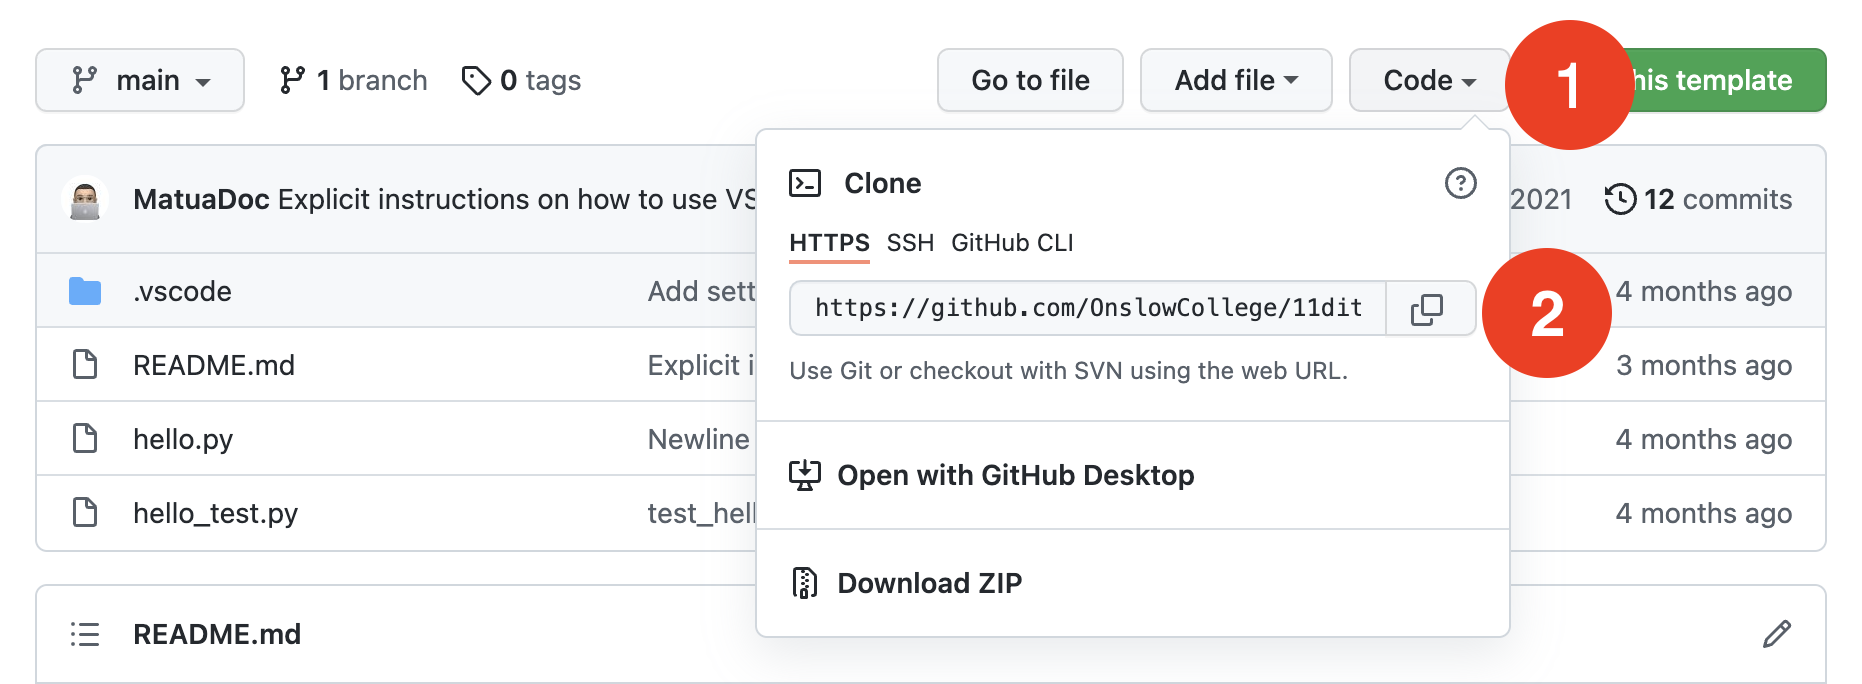 main 1 branch 0 tags Go to file Add file Code 1 his template
MatuaDoc Explicit instructions on how to use VS 2021 12 commits
Clone
HTTPS SSH GitHub CLI
.vscode Add sett 4 months ago
https://github.com/OnslowCollege/11dit 2
README.md Explicit i 3 months ago
Use Git or checkout with SVN using the web URL.
hello.py Newline 4 months ago
Open with GitHub Desktop
hello_test.py test_hell 4 months ago
Download ZIP
README.md